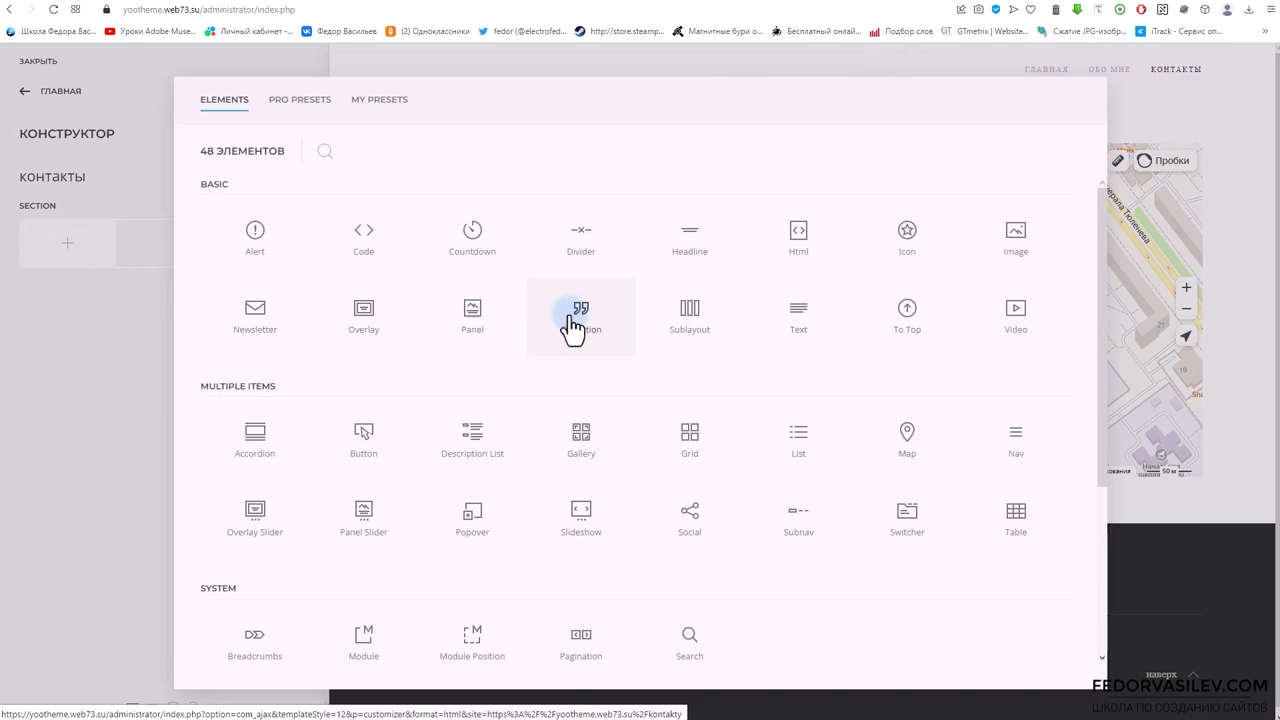 yootheme.web73.su/administrator/index.php
Школа Федора Вас...
Уроки Adobe Muse...
Личный кабинет -...
Федор Васильев
(2) Одноклассники
fedor (@electrofed...
http://store.steamp...
Магнитные бури о...
Бесплатный онлай...
Подбор слов
GTmetrix | Website...
Сжатие JPG-изобр...
iTrack - Сервис оп...
ЗАКРЫТЬ
ГЛАВНАЯ
КОНСТРУКТОР
контакты
SECTION
ГЛАВНАЯ
ОБО МНЕ
КОНТАКТЫ
ELEMENTS
PRO PRESETS
MY PRESETS
48 ЭЛЕМЕНТОВ
BASIC
Alert
Code
Countdown
Divider
Headline
Html
Icon
Image
Newsletter
Overlay
Panel
tion
Sublayout
Text
To Top
Video
MULTIPLE ITEMS
Accordion
Button
Description List
Gallery
Grid
List
Map
Nav
Overlay Slider
Panel Slider
Popover
Slideshow
Social
Subnav
Switcher
Table
SYSTEM
Breadcrumbs
Module
Module Position
Pagination
Search
Пробки
21
19
50 м
наверх
FEDORVASILEV.COM
ШКОЛА ПО СОЗДАНИЮ САЙТОВ
https://yootheme.web73.su/administrator/index.php?option=com_ajax&templateStyle=12&p=customizer&format=html&site=https%3A%2F%2Fyootheme.web73.su%2Fkontakty